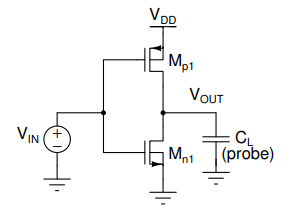 VDD
Mp1
VOUT
VIN
+
−
CL
(probe)
Mn1